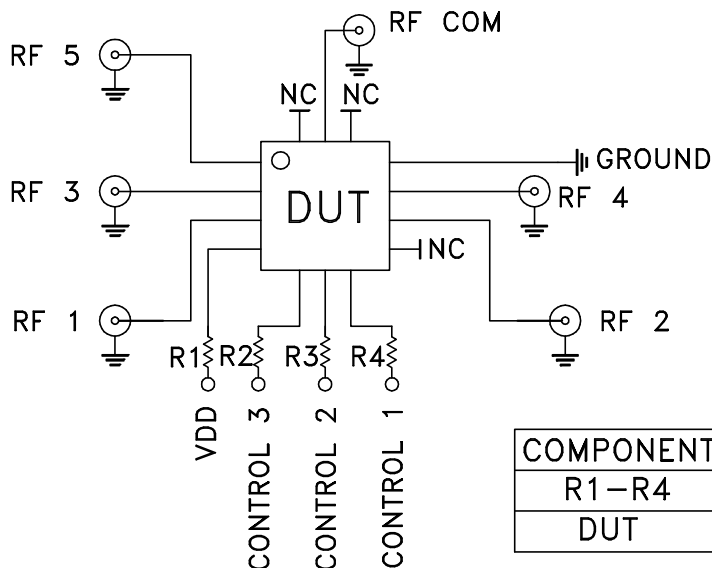 RF COM
RF 5
NC NC
GROUND
RF 3
DUT
RF 4
NC
RF 1
RF 2
R1 R2 R3 R4
VDD
CONTROL 3
CONTROL 2
CONTROL 1
COMPONENT
R1-R4
DUT